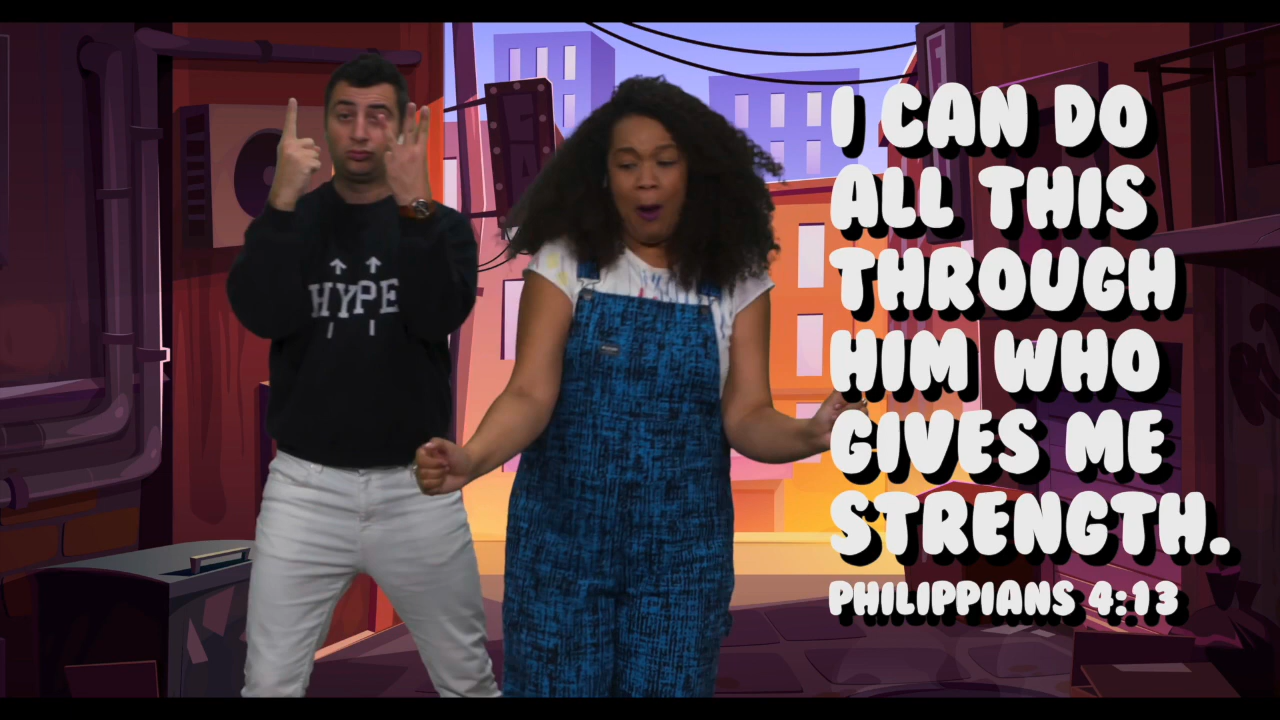 HYPE
I CAN DO
ALL THIS
THROUGH
HIM WHO
GIVES ME
STRENGTH.
PHILIPPIANS 4:13